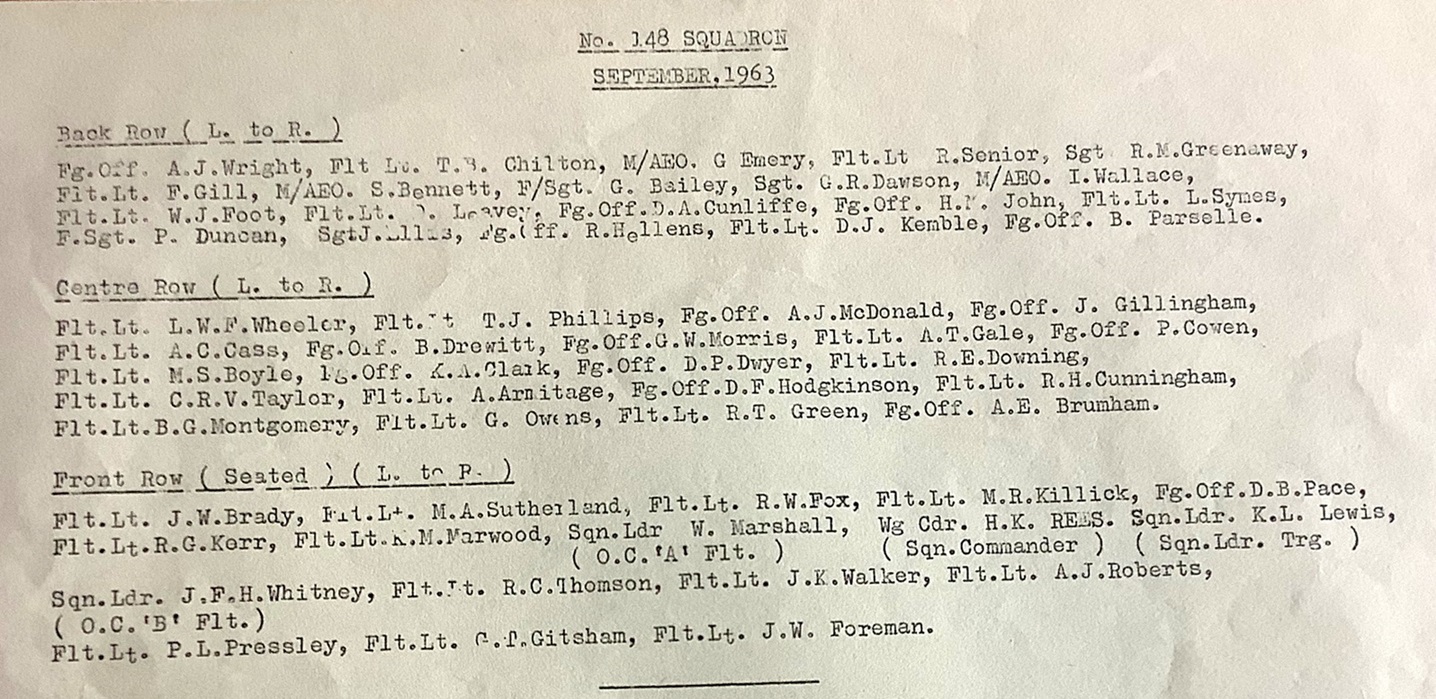 No. 148 SQUADRON
SEPTEMBER,1963
Back Row ( L. to R. )
Fg.Off. A.J.Wright, Flt Lt. T.B. Chilton, M/AEO. G Emery, Flt.Lt R.Senior, Sgt R.M.Greenaway,
Flt.Lt. F.Gill, M/AEO. S.Bennett, F/Sgt. G. Bailey, Sgt. G.R.Dawson, M/AEO. I.Wallace,
Flt.Lt. W.J.Foot, Flt.Lt. Leavey, Fg.Off.D.A.Cunliffe, Fg.Off. John, Flt.Lt. L.Symes,
F.Sgt. P. Duncan, SgtJ.Ellis, Fg.Off. R.Hellens, Flt.Lt. D.J. Kemble, Fg.Off. B. Parselle.
Centre Row ( L. to R. )
Flt.Lt. L.W.F.Wheeler, Flt.Lt T.J. Phillips, Fg.Off. A.J.McDonald, Fg.Off. J. Gillingham,
Flt.Lt. A.C.Cass, Fg.Off. B.Drewitt, Fg.Off.G.W.Morris, Flt.Lt. A.T.Gale, Fg.Off. P.Cowen,
Flt.Lt. M.S.Boyle, Fg.Off. K.A.Clark, Fg.Off. D.P.Dwyer, Flt.Lt. R.E.Downing,
Flt.Lt. C.R.V.Taylor, Flt.Lt. A.Armitage, Fg.Off.D.F.Hodgkinson, Flt.Lt. R.H.Cunningham,
Flt.Lt.B.G.Montgomery, Flt.Lt. G. Owens, Flt.Lt. R.T. Green, Fg.Off. A.E. Brumham.
Front Row ( Seated ) ( L. to R. )
Flt.Lt. J.W.Brady, Flt.Lt. M.A.Sutherland, Flt.Lt. R.W.Fox, Flt.Lt. M.R.Killick, Fg.Off.D.B.Pace,
Flt.Lt.R.G.Kerr, Flt.Lt.K.M.Marwood, Sqn.Ldr W. Marshall, Wg Cdr. H.K. REES. Sqn.Ldr. K.L. Lewis,
( O.C.'A' Flt. ) ( Sqn.Commander ) ( Sqn.Ldr. Trg. )
Sqn.Ldr. J.F.H.Whitney, Flt.Lt. R.C.Thomson, Flt.Lt. J.K.Walker, Flt.Lt. A.J.Roberts,
( O.C.'B' Flt.)
Flt.Lt. P.L.Pressley, Flt.Lt. Gitsham, Flt.Lt. J.W. Foreman.